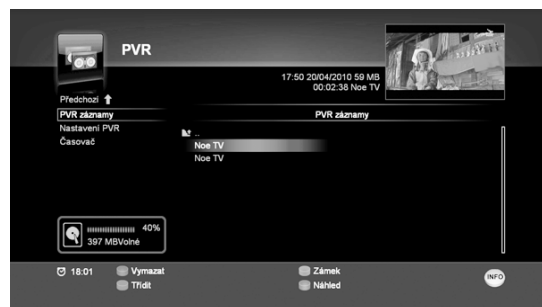 PVR
17:50 20/04/2010 59 MB
00:02:38 Noe TV
Předchozí
PVR záznamy
Nastavení PVR
Časovač
PVR záznamy
..
Noe TV
Noe TV
40%
397 MBVolné
18:01
Vymazat
Zámek
INFO
Třídit
Náhled